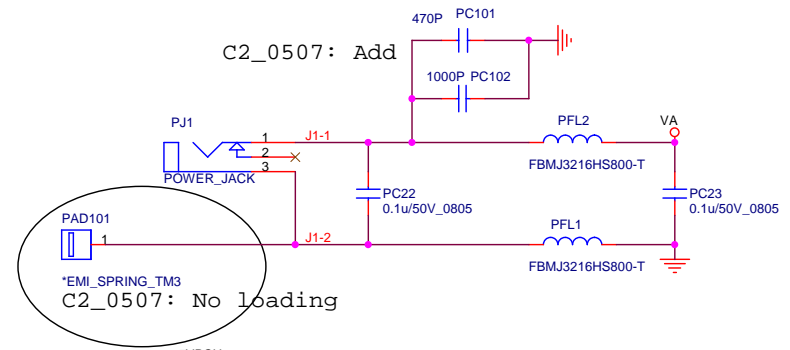 470P PC101
C2_0507: Add
1000P PC102
PJ1
PFL2
VA
1
J1-1
2
3
POWER_JACK
FBMJ3216HS800-T
PC22
0.1u/50V_0805
PC23
0.1u/50V_0805
PAD101
1
J1-2
PFL1
FBMJ3216HS800-T
*EMI_SPRING_TM3
C2_0507: No loading